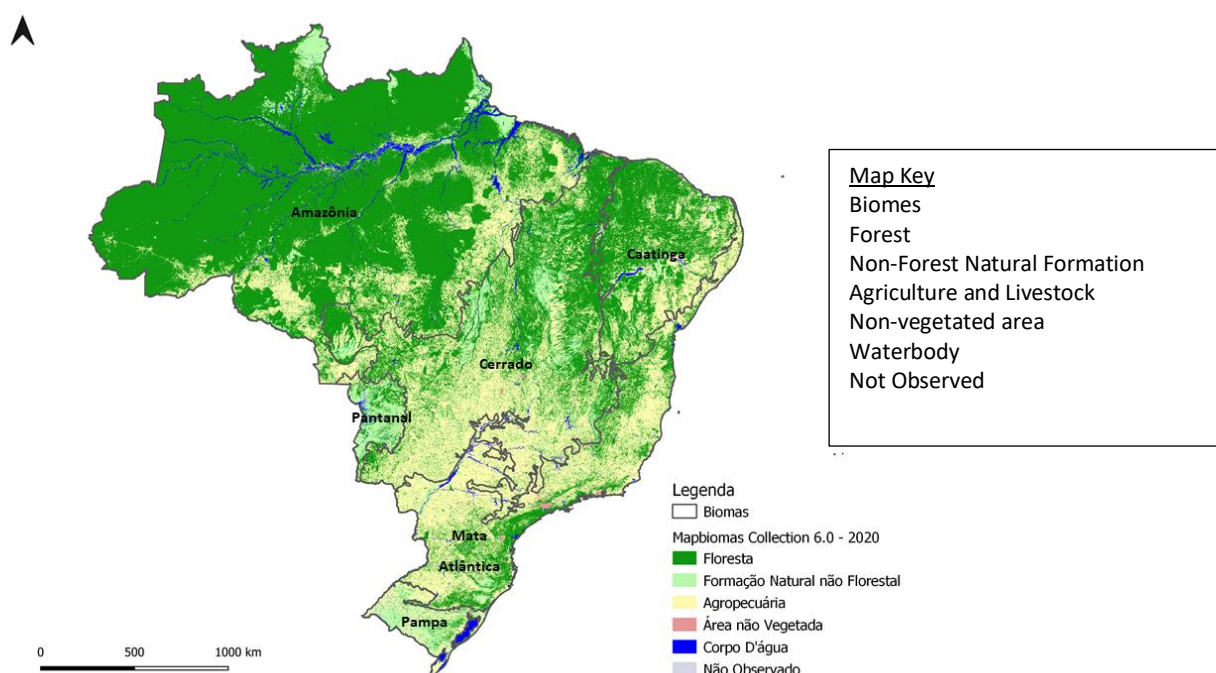 Amazônia
Caatinga
Cerrado
Pantanal
Mata
Atlântica
Pampa
0 500 1000 km
Map Key
Biomes
Forest
Non-Forest Natural Formation
Agriculture and Livestock
Non-vegetated area
Waterbody
Not Observed
Legenda
Biomas
Mapbiomas Collection 6.0 - 2020
Floresta
Formação Natural não Florestal
Agropecuária
Área não Vegetada
Corpo D'água
Não Observado